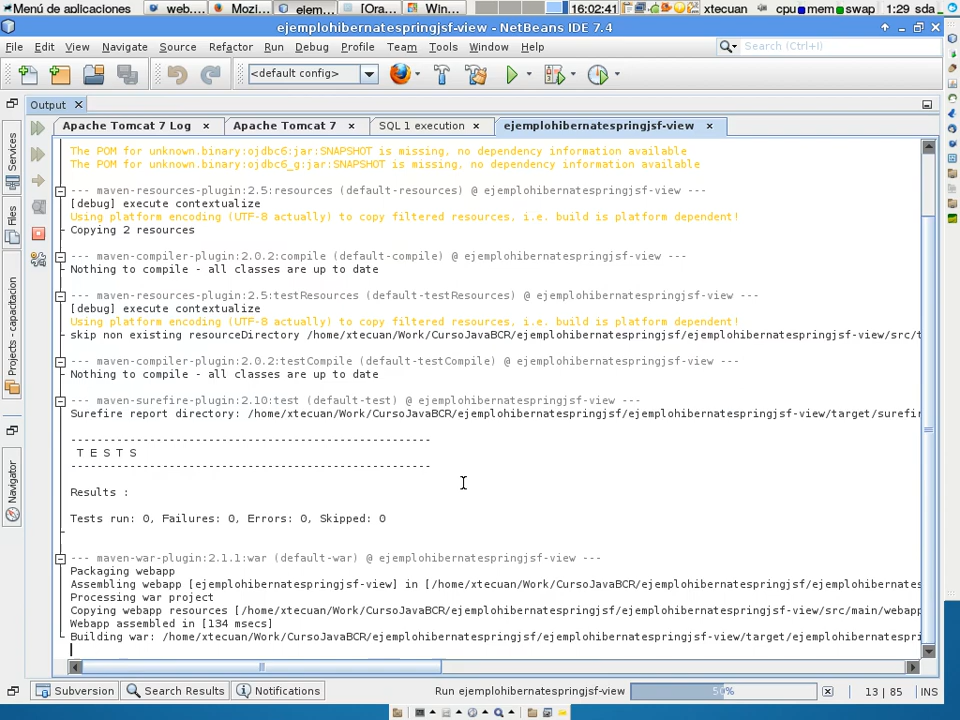 Menú de aplicaciones web.... Mozi... ejem... [Ora... Win... 16:02:41 xtecuan cpu mem swap 1:29 sda
ejemplohibernatespringjsf-view - NetBeans IDE 7.4
File Edit View Navigate Source Refactor Run Debug Profile Team Tools Window Help Search (Ctrl+I)
<default config>
Output
Apache Tomcat 7 Log Apache Tomcat 7 SQL 1 execution ejemplohibernatespringjsf-view
Services
Files
Projects - capacitacion
Navigator
The POM for unknown.binary:ojdbc6:jar:SNAPSHOT is missing, no dependency information available
The POM for unknown.binary:ojdbc6_g:jar:SNAPSHOT is missing, no dependency information available
--- maven-resources-plugin:2.5:resources (default-resources) @ ejemplohibernatespringjsf-view ---
[debug] execute contextualize
Using platform encoding (UTF-8 actually) to copy filtered resources, i.e. build is platform dependent!
Copying 2 resources
--- maven-compiler-plugin:2.0.2:compile (default-compile) @ ejemplohibernatespringjsf-view ---
Nothing to compile - all classes are up to date
--- maven-resources-plugin:2.5:testResources (default-testResources) @ ejemplohibernatespringjsf-view ---
[debug] execute contextualize
Using platform encoding (UTF-8 actually) to copy filtered resources, i.e. build is platform dependent!
skip non existing resourceDirectory /home/xtecuan/Work/CursoJavaBCR/ejemplohibernatespringjsf/ejemplohibernatespringjsf-view/src/t
--- maven-compiler-plugin:2.0.2:testCompile (default-testCompile) @ ejemplohibernatespringjsf-view ---
Nothing to compile - all classes are up to date
--- maven-surefire-plugin:2.10:test (default-test) @ ejemplohibernatespringjsf-view ---
Surefire report directory: /home/xtecuan/Work/CursoJavaBCR/ejemplohibernatespringjsf/ejemplohibernatespringjsf-view/target/surefir
-------------------------------------------------------
T E S T S
-------------------------------------------------------
Results :
Tests run: 0, Failures: 0, Errors: 0, Skipped: 0
--- maven-war-plugin:2.1.1:war (default-war) @ ejemplohibernatespringjsf-view ---
Packaging webapp
Assembling webapp [ejemplohibernatespringjsf-view] in [/home/xtecuan/Work/CursoJavaBCR/ejemplohibernatespringjsf/ejemplohibernates
Processing war project
Copying webapp resources [/home/xtecuan/Work/CursoJavaBCR/ejemplohibernatespringjsf/ejemplohibernatespringjsf-view/src/main/webapp
Webapp assembled in [134 msecs]
Building war: /home/xtecuan/Work/CursoJavaBCR/ejemplohibernatespringjsf/ejemplohibernatespringjsf-view/target/ejemplohibernatespri
Subversion Search Results Notifications Run ejemplohibernatespringjsf-view 50% 13 | 85 INS